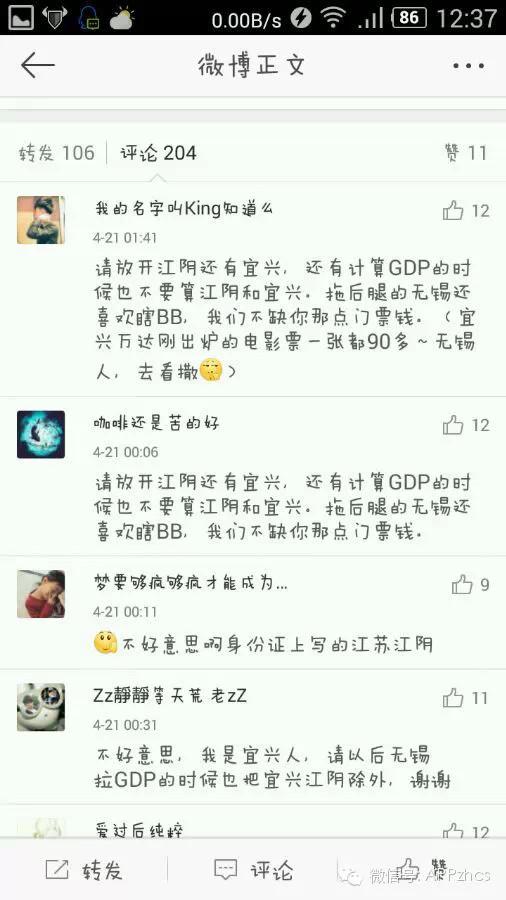 0.00B/s 86 12:37
微博正文
转发 106 评论 204 赞 11
我的名字叫King知道么 12
4-21 01:41
请放开江阴还有宜兴，还有计算GDP的时
候也不要算江阴和宜兴。拖后腿的无锡还
喜欢瞎BB，我们不缺你那点门票钱。（宜
兴万达刚出炉的电影票一张都90多～无锡
人，去看撒）
咖啡还是苦的好 12
4-21 00:06
请放开江阴还有宜兴，还有计算GDP的时
候也不要算江阴和宜兴。拖后腿的无锡还
喜欢瞎BB，我们不缺你那点门票钱。
梦要够疯够疯才能成为... 9
4-21 00:11
不好意思啊身份证上写的江苏江阴
Zz靜靜等天荒老zZ 11
4-21 00:31
不好意思，我是宜兴人，请以后无锡
拉GDP的时候也把宜兴江阴除外，谢谢
爱过后纯粹 12
转发 评论 赞
微信号: APPzhcs